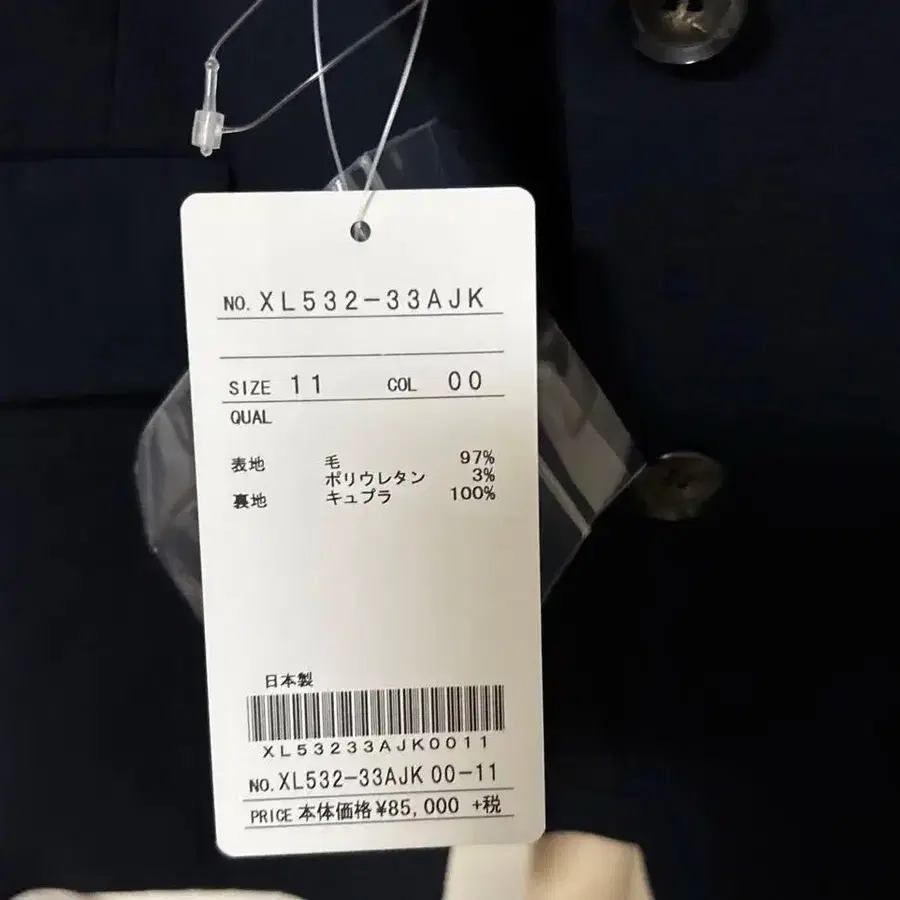 NO. XL532-33AJK
SIZE 11 COL 00
QUAL
表地 毛 97%
ポリウレタン 3%
裏地 キュプラ 100%
日本製
XL53233AJK0011
NO. XL532-33AJK 00-11
PRICE 本体価格 ¥85,000 +税